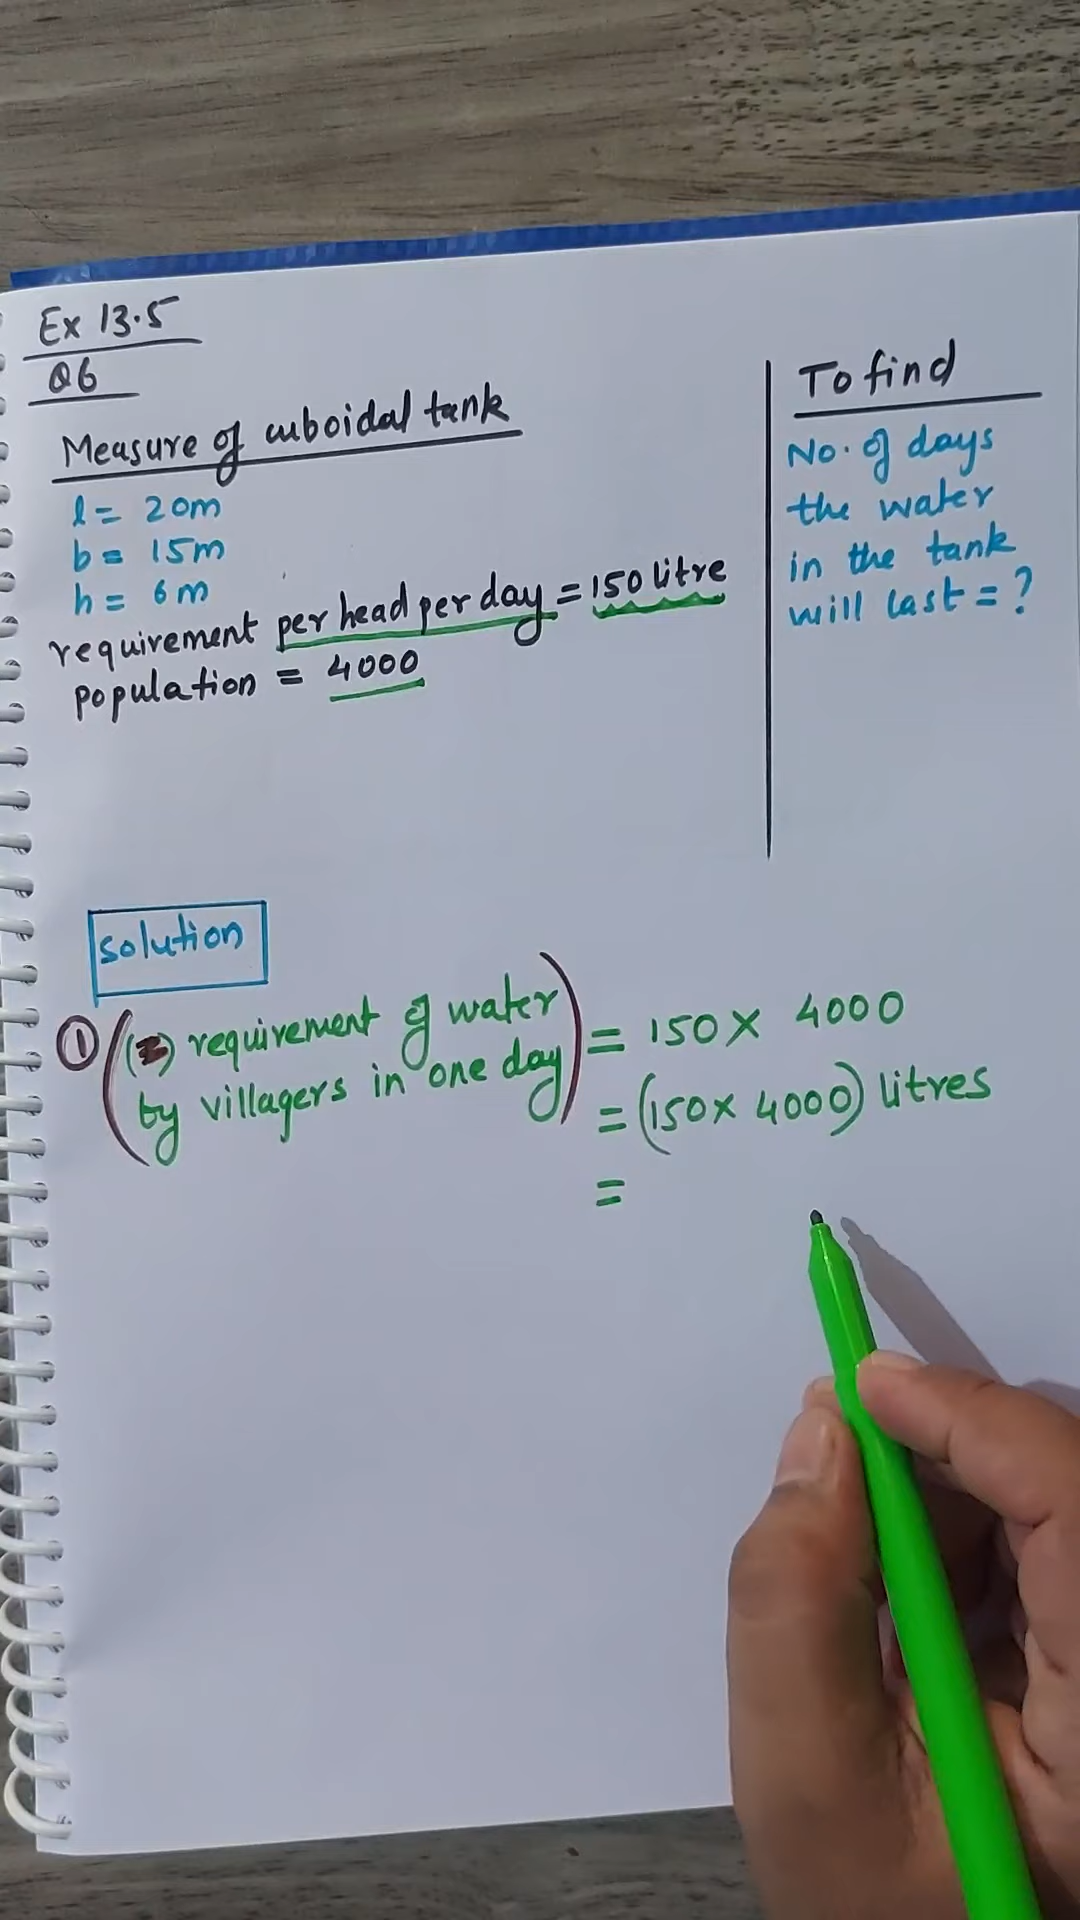 Ex 13.5
Q6
Measure of cuboidal tank
l = 20m
b = 15m
h = 6m
requirement per head per day = 150 litre
population = 4000
To find
No. of days
the water
in the tank
will last = ?
solution
① requirement of water = 150 × 4000
by villagers in one day
= (150 × 4000) litres
=